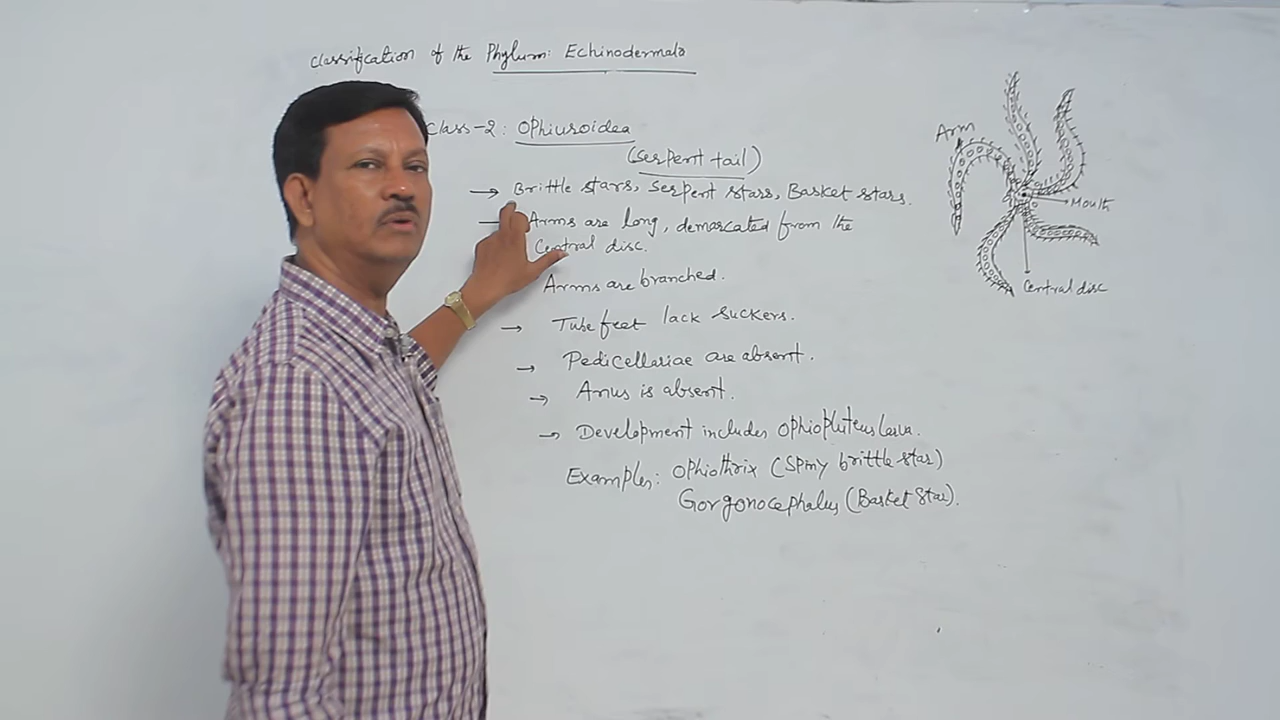 Classification of the Phylum: Echinodermata
Class-2: Ophiuroidea
(Serpent tail)
→ Brittle stars, Serpent stars, Basket stars.
→ Arms are long, demarcated from the
Central disc.
Arms are branched.
→ Tube feet lack suckers.
→ Pedicellariae are absent.
→ Anus is absent.
→ Development includes Ophiopluteus larva.
Examples: Ophiothrix (Spiny brittle star)
Gorgonocephalus (Basket Star).
Arm
Mouth
Central disc